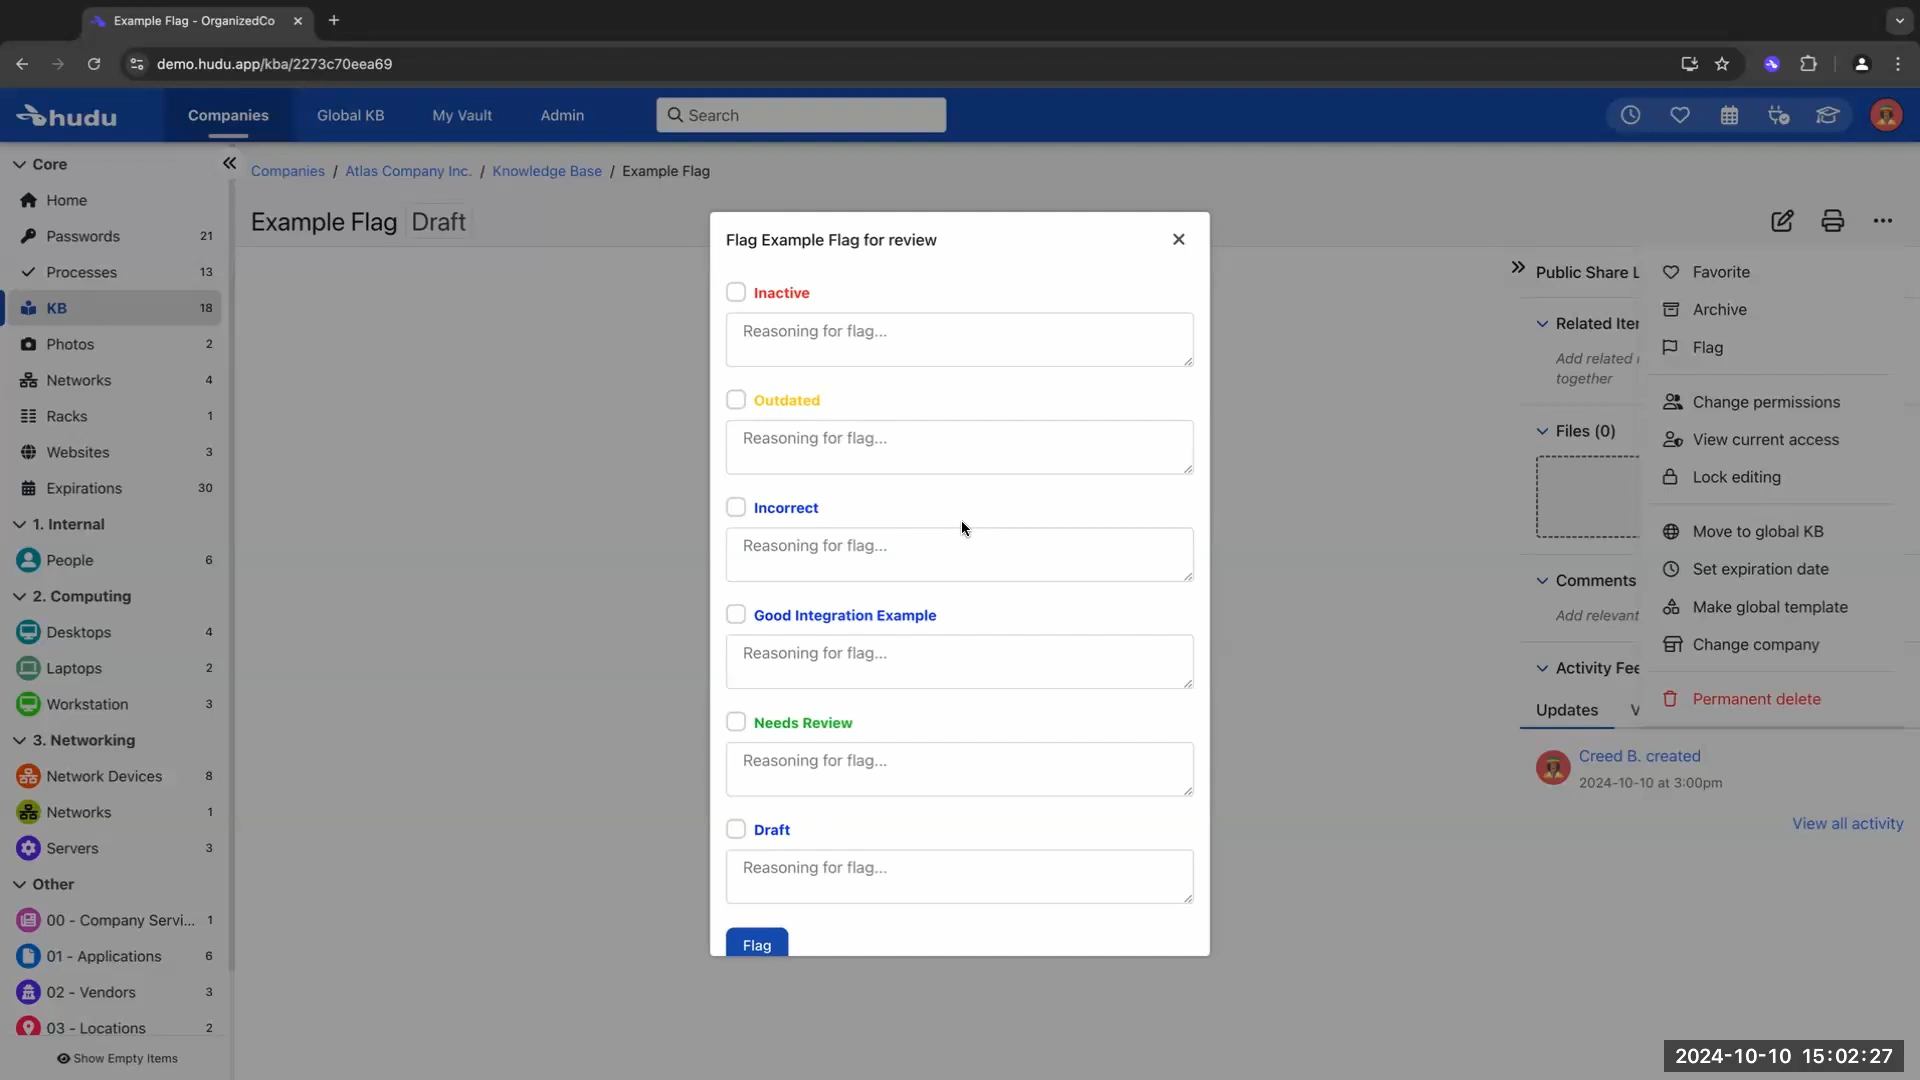 Example Flag - OrganizedCo
demo.hudu.app/kba/2273c70eea69
hudu
Companies
Global KB
My Vault
Admin
Search
Core
Home
Passwords 21
Processes 13
KB 18
Photos 2
Networks 4
Racks 1
Websites 3
Expirations 30
1. Internal
People 6
2. Computing
Desktops 4
Laptops 2
Workstation 3
3. Networking
Network Devices 8
Networks 1
Servers 3
Other
00 - Company Servi... 1
01 - Applications 6
02 - Vendors 3
03 - Locations 2
Show Empty Items
Companies / Atlas Company Inc. / Knowledge Base / Example Flag
Example Flag Draft
Flag Example Flag for review
Inactive
Reasoning for flag...
Outdated
Reasoning for flag...
Incorrect
Reasoning for flag...
Good Integration Example
Reasoning for flag...
Needs Review
Reasoning for flag...
Draft
Reasoning for flag...
Flag
Public Share L
Related Iter
Add related
together
Files (0)
Comments
Add relevant
Activity Fee
Updates
Creed B. created
2024-10-10 at 3:00pm
View all activity
Favorite
Archive
Flag
Change permissions
View current access
Lock editing
Move to global KB
Set expiration date
Make global template
Change company
Permanent delete
2024-10-10 15:02:27